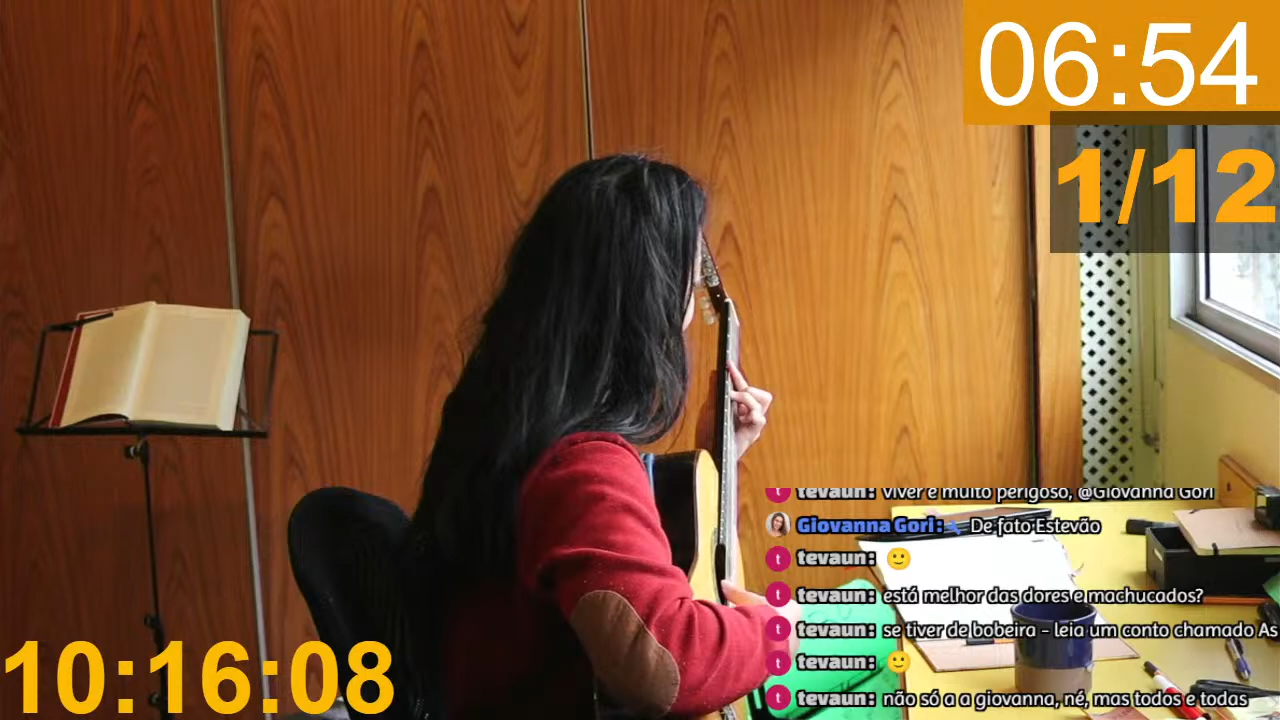 06:54
1/12
tevaun: viver é muito perigoso, @Giovanna Gori
Giovanna Gori: De fato Estevão
tevaun: 🙂
tevaun: está melhor das dores e machucados?
tevaun: se tiver de bobeira - leia um conto chamado As
tevaun: 🙂
tevaun: não só a a giovanna, né, mas todos e todas
10:16:08